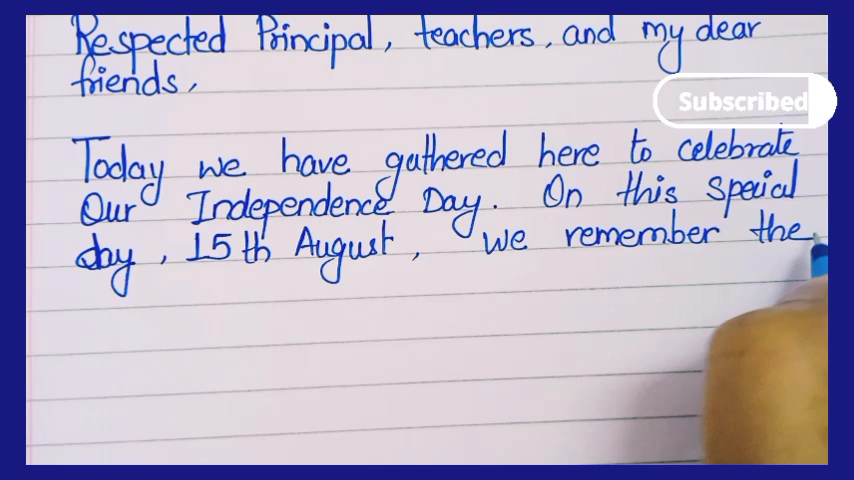 Respected Principal, teachers, and my dear
friends,
Subscribed
Today we have gathered here to celebrate
Our Independence Day. On this special
day, 15th August, we remember the